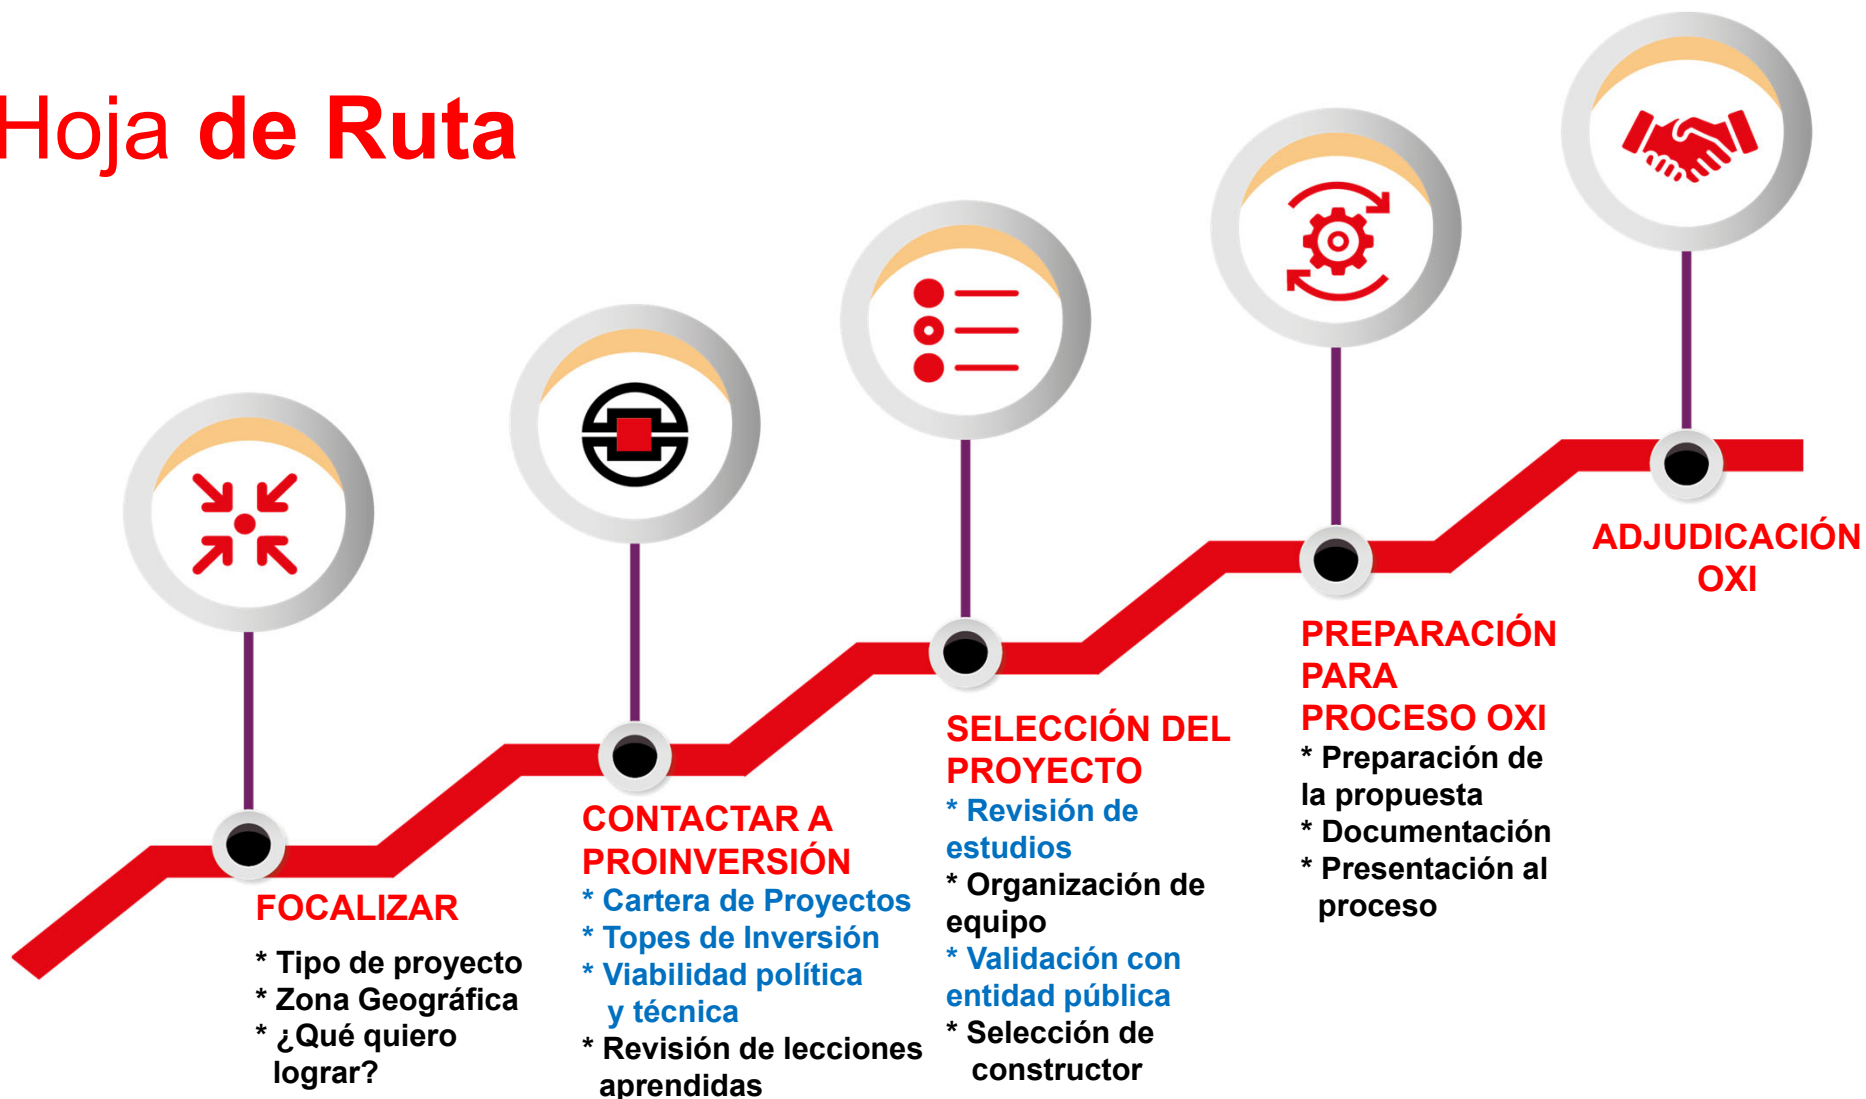 Hoja de Ruta
FOCALIZAR
* Tipo de proyecto
* Zona Geográfica
* ¿Qué quiero
lograr?
CONTACTAR A
PROINVERSIÓN
* Cartera de Proyectos
* Topes de Inversión
* Viabilidad política
y técnica
* Revisión de lecciones
aprendidas
SELECCIÓN DEL
PROYECTO
* Revisión de
estudios
* Organización de
equipo
* Validación con
entidad pública
* Selección de
constructor
PREPARACIÓN
PARA
PROCESO OXI
* Preparación de
la propuesta
* Documentación
* Presentación al
proceso
ADJUDICACIÓN
OXI